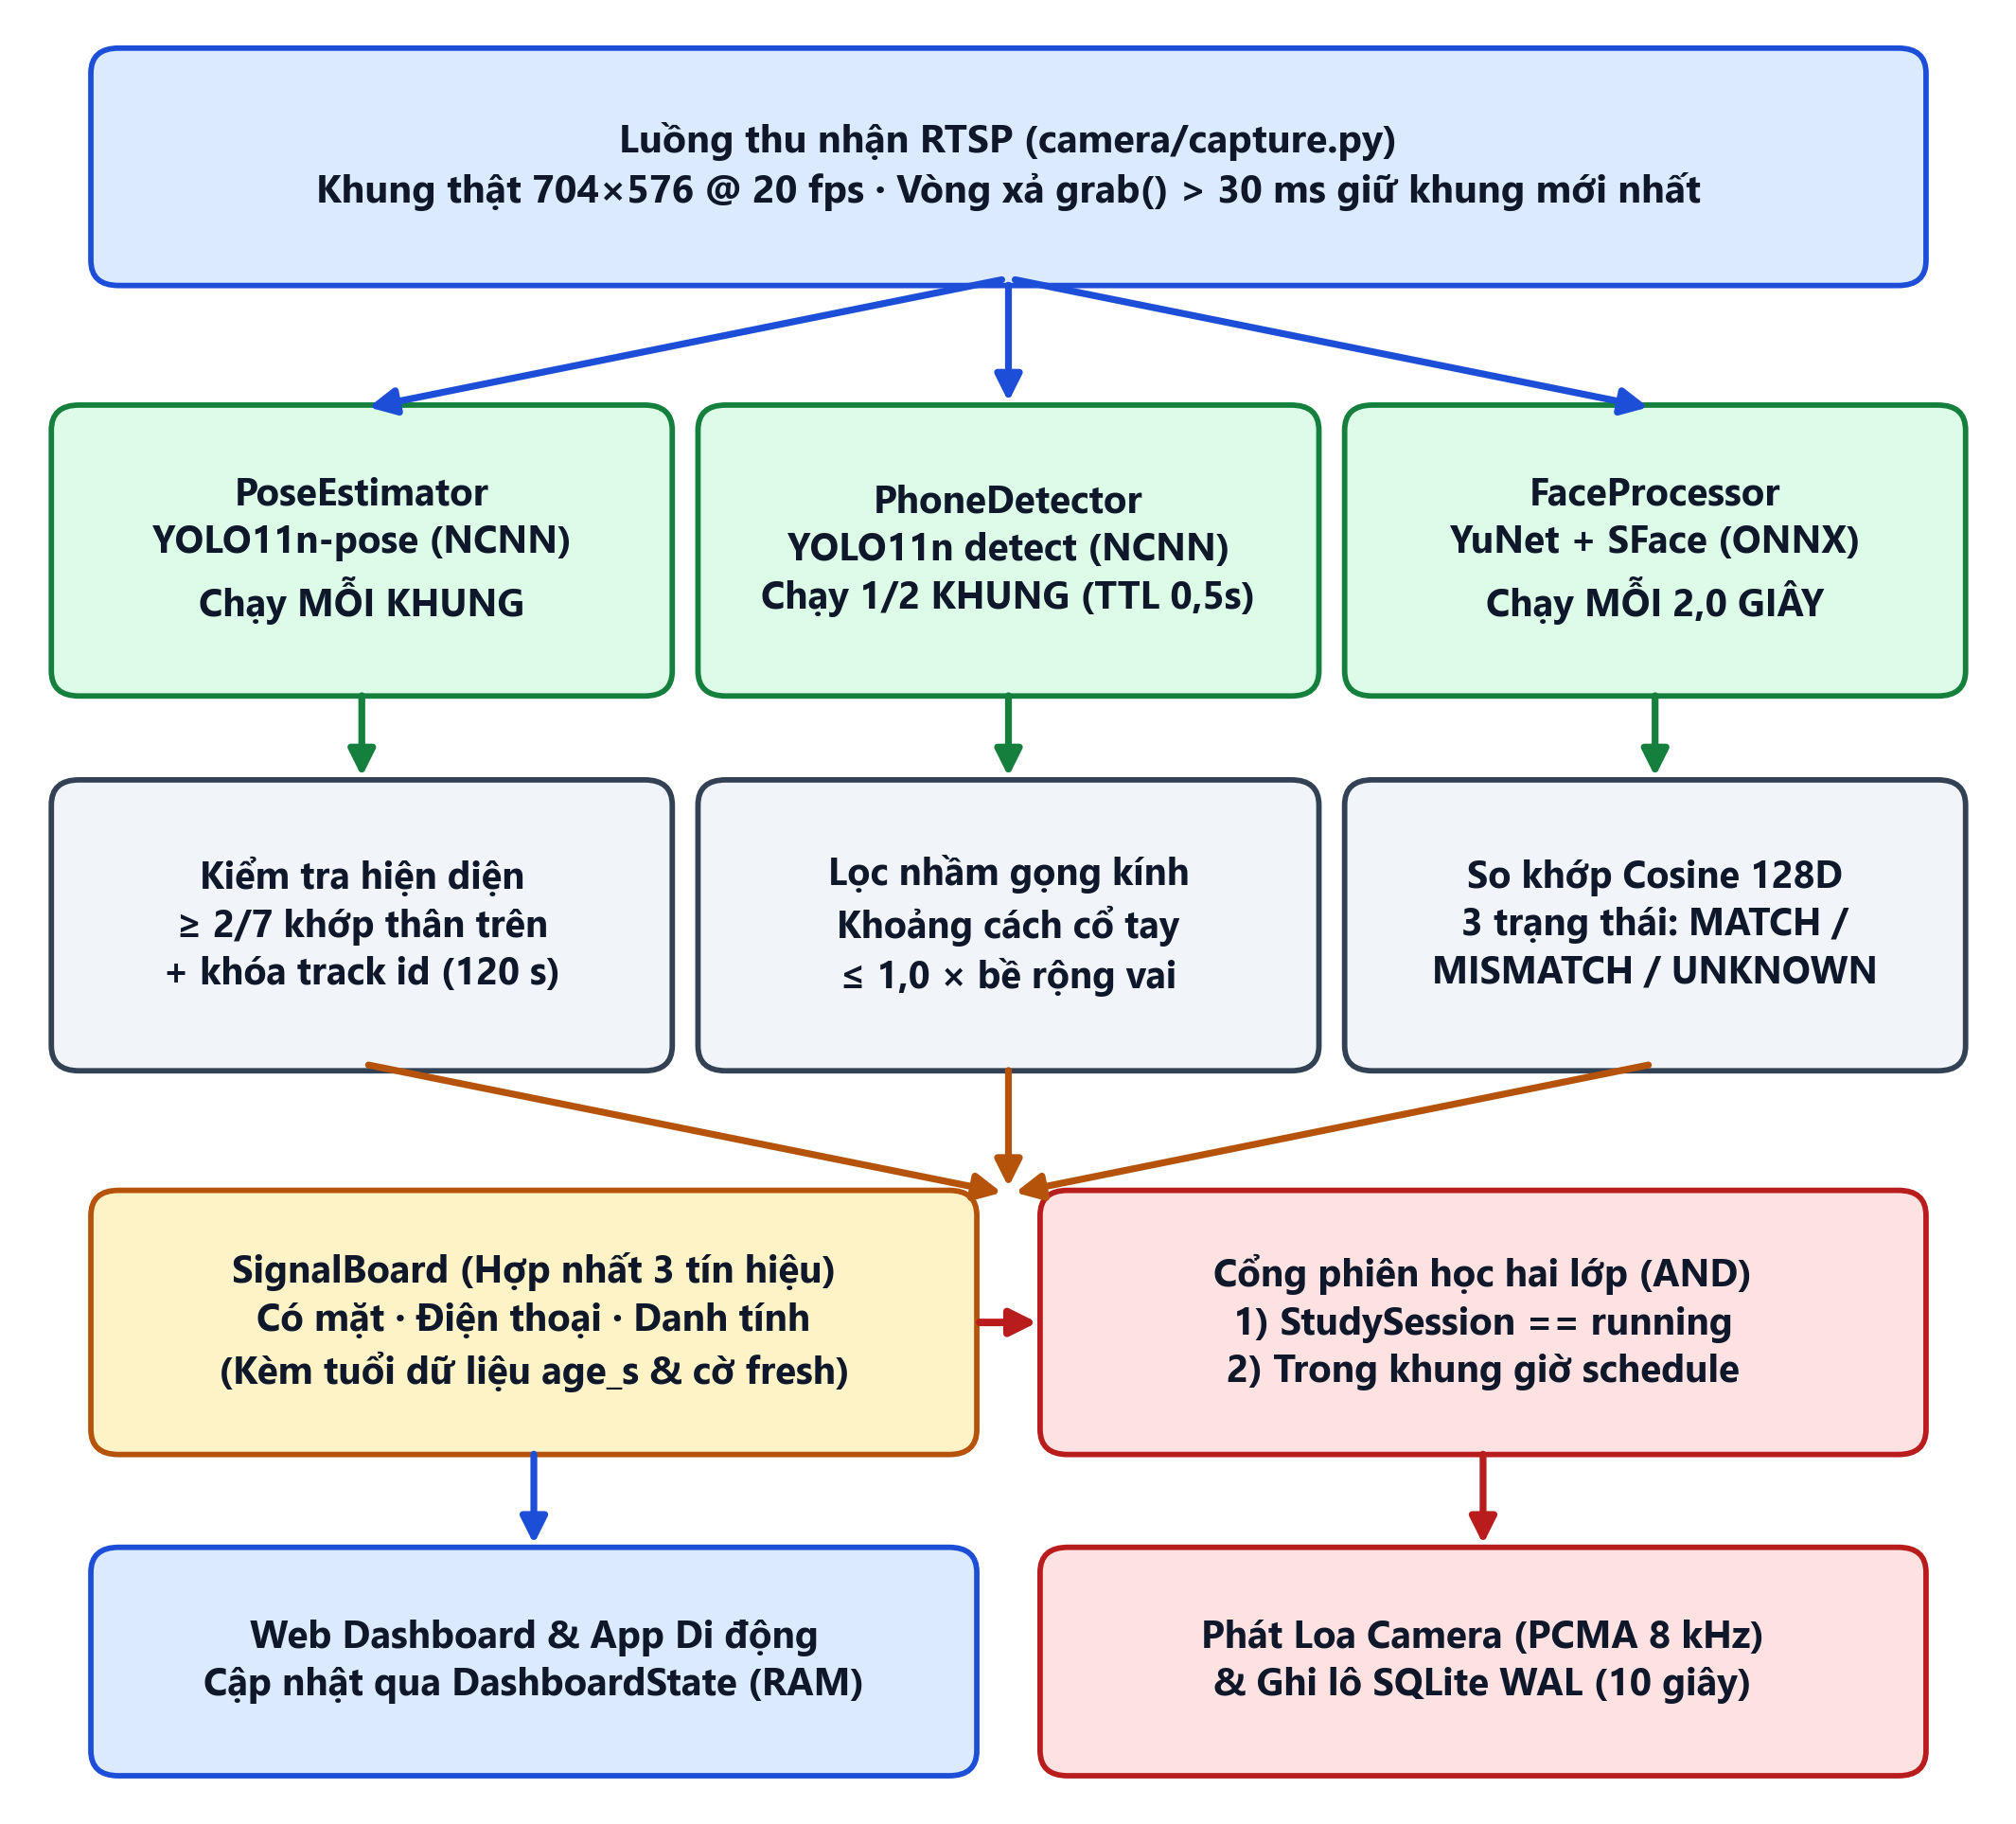 Luồng thu nhận RTSP (camera/capture.py)
Khung thật 704×576 @ 20 fps · Vòng xả grab() > 30 ms giữ khung mới nhất
PoseEstimator
YOLO11n-pose (NCNN)
Chạy MỖI KHUNG
PhoneDetector
YOLO11n detect (NCNN)
Chạy 1/2 KHUNG (TTL 0,5s)
FaceProcessor
YuNet + SFace (ONNX)
Chạy MỖI 2,0 GIÂY
Kiểm tra hiện diện
≥ 2/7 khớp thân trên
+ khóa track id (120 s)
Lọc nhầm gọng kính
Khoảng cách cổ tay
≤ 1,0 × bề rộng vai
So khớp Cosine 128D
3 trạng thái: MATCH /
MISMATCH / UNKNOWN
SignalBoard (Hợp nhất 3 tín hiệu)
Có mặt · Điện thoại · Danh tính
(Kèm tuổi dữ liệu age_s & cờ fresh)
Cổng phiên học hai lớp (AND)
1) StudySession == running
2) Trong khung giờ schedule
Web Dashboard & App Di động
Cập nhật qua DashboardState (RAM)
Phát Loa Camera (PCMA 8 kHz)
& Ghi lô SQLite WAL (10 giây)